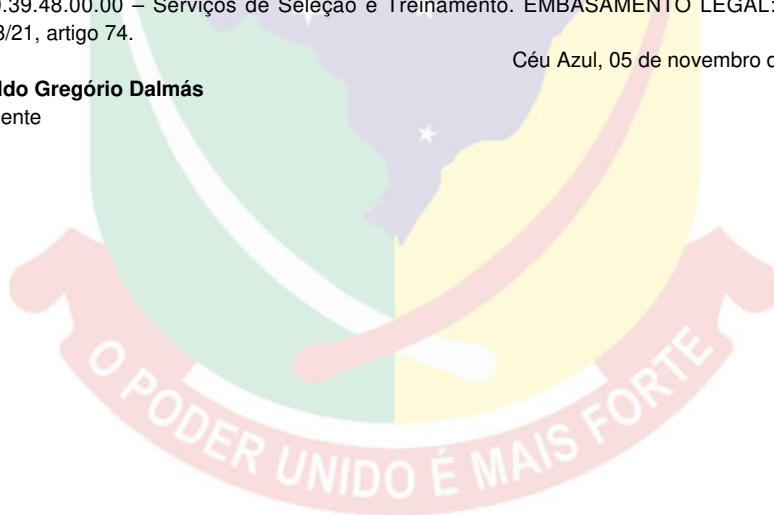 .39.48.00.00 – Serviços de Seleção e Treinamento. EMBASAMENTO LEGAL:
/21, artigo 74.
Céu Azul, 05 de novembro
ldo Gregório Dalmás
ente
O PODER UNIDO É MAIS FORTE